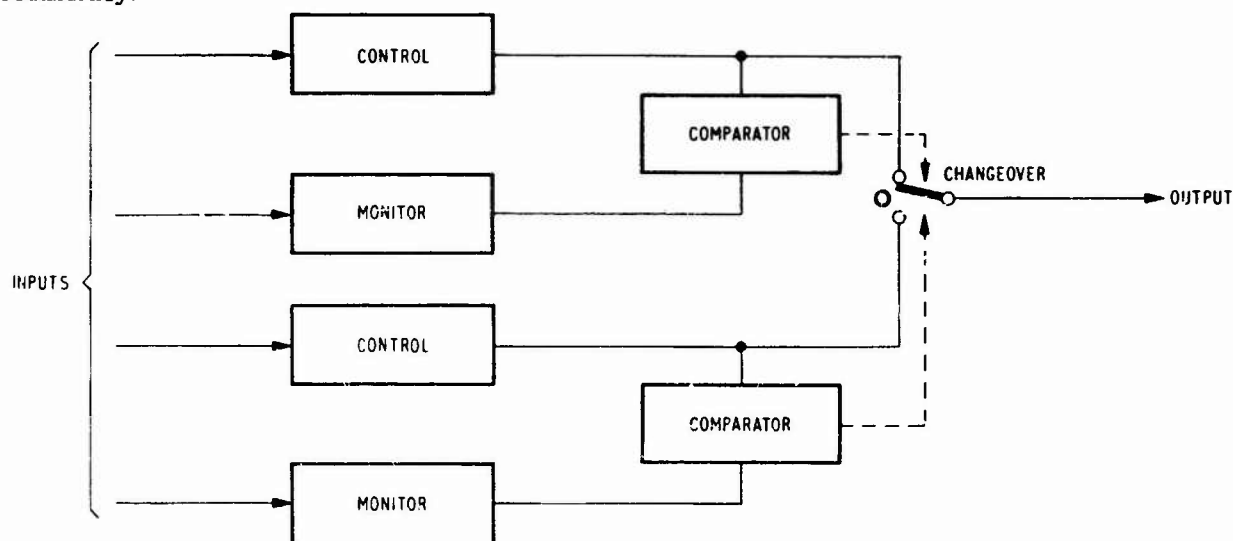 CONTROL
COMPARATOR
CHANGEOVER
OUTPUT
MONITOR
INPUTS
CONTROL
COMPARATOR
MONITOR